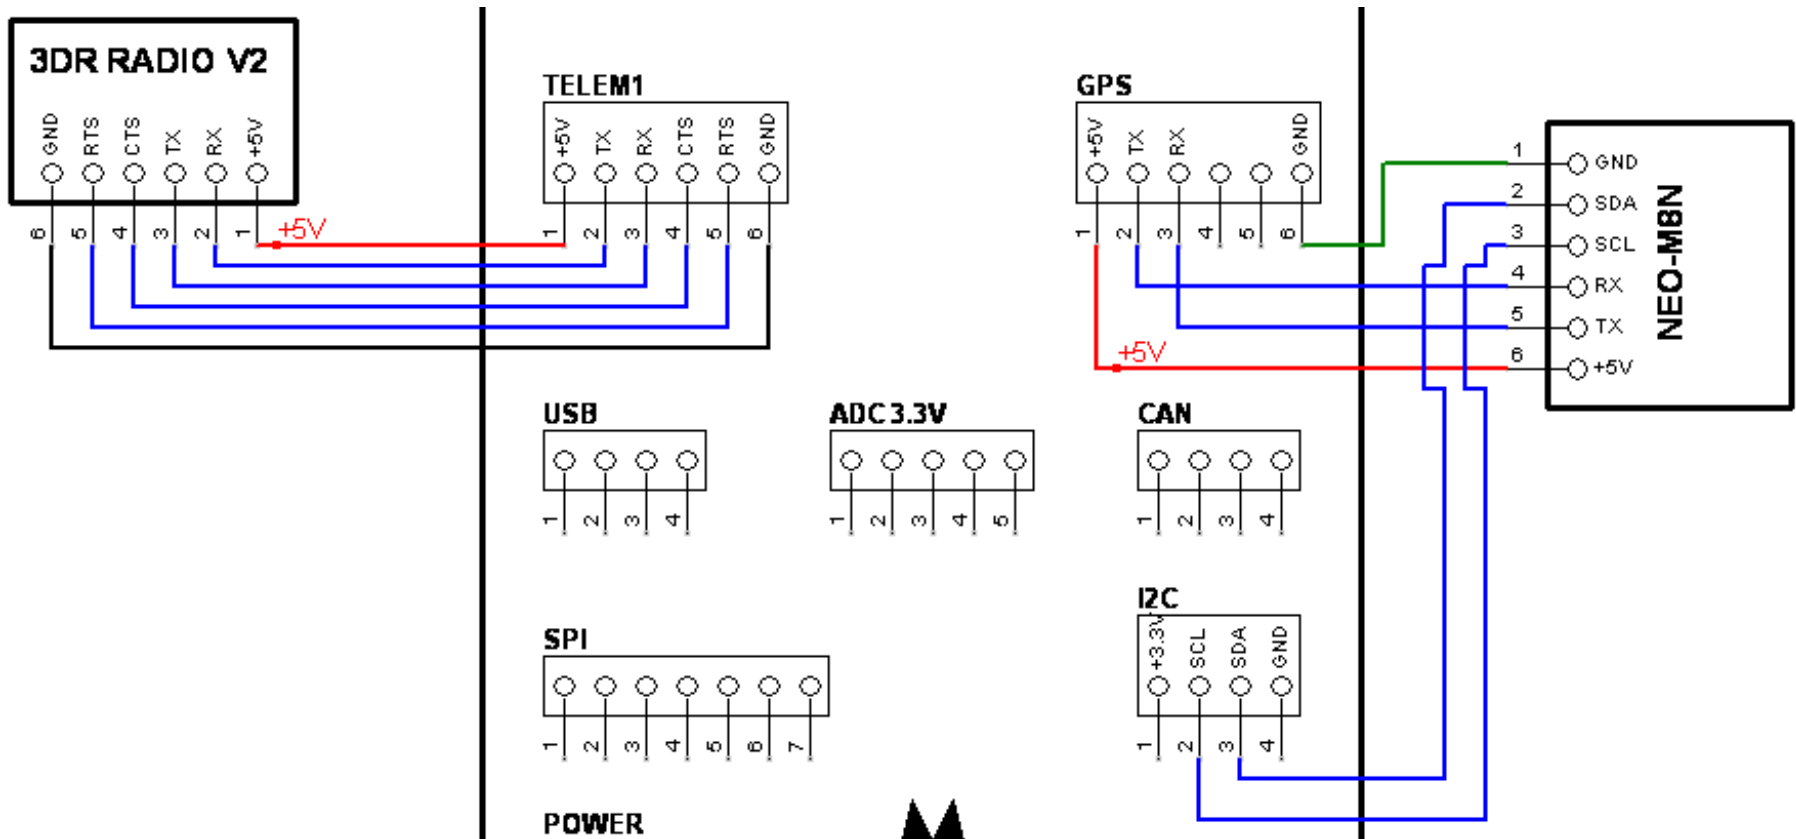 3DR RADIO V2
GND RTS CTS TX RX +5V
6 5 4 3 2 1
+5V
TELEM1
+5V TX RX CTS RTS GND
1 2 3 4 5 6
GPS
+5V TX RX GND
1 2 3 4 5 6
+5V
NEO-M8N
1 GND
2 SDA
3 SCL
4 RX
5 TX
6 +5V
USB
1 2 3 4
ADC 3.3V
1 2 3 4 5
CAN
1 2 3 4
SPI
1 2 3 4 5 6 7
I2C
+3.3V SCL SDA GND
1 2 3 4
POWER